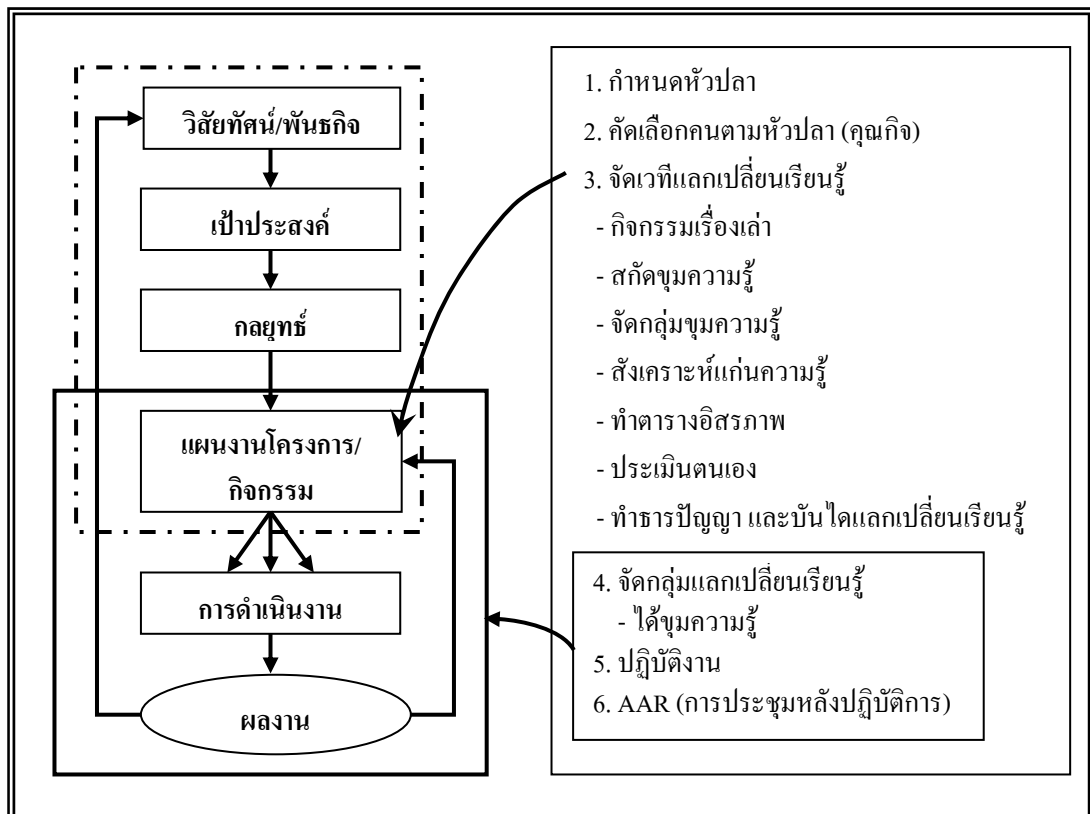 วิสัยทัศน์/พันธกิจ
เป้าประสงค์
กลยุทธ์
แผนงานโครงการ/
กิจกรรม
การดำเนินงาน
ผลงาน
1. กำหนดหัวปลา
2. คัดเลือกคนตามหัวปลา (คุณกิจ)
3. จัดเวทีแลกเปลี่ยนเรียนรู้
- กิจกรรมเรื่องเล่า
- สกัดขุมความรู้
- จัดกลุ่มขุมความรู้
- สังเคราะห์แก่นความรู้
- ทำตารางอิสรภาพ
- ประเมินตนเอง
- ทำธารปัญญา และบันไดแลกเปลี่ยนเรียนรู้
4. จัดกลุ่มแลกเปลี่ยนเรียนรู้
- ได้ขุมความรู้
5. ปฏิบัติงาน
6. AAR (การประชุมหลังปฏิบัติการ)